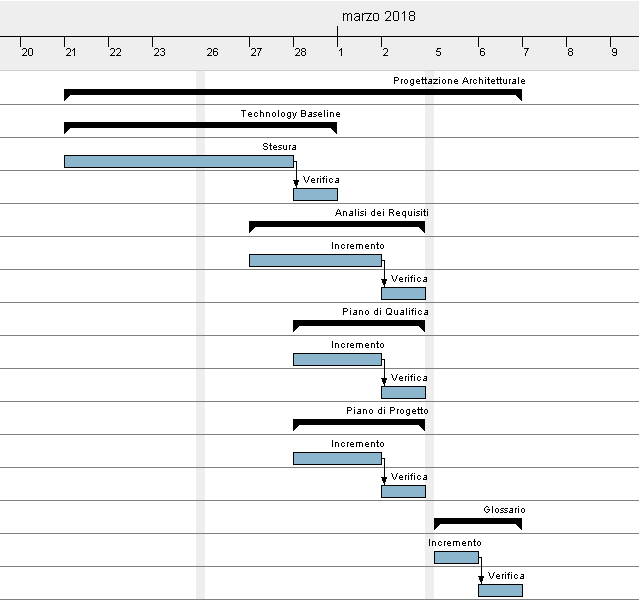 marzo 2018
20 21 22 23 26 27 28 1 2 5 6 7 8 9
Progettazione Architetturale
Technology Baseline
Stesura
Verifica
Analisi dei Requisiti
Incremento
Verifica
Piano di Qualifica
Incremento
Verifica
Piano di Progetto
Incremento
Verifica
Glossario
Incremento
Verifica